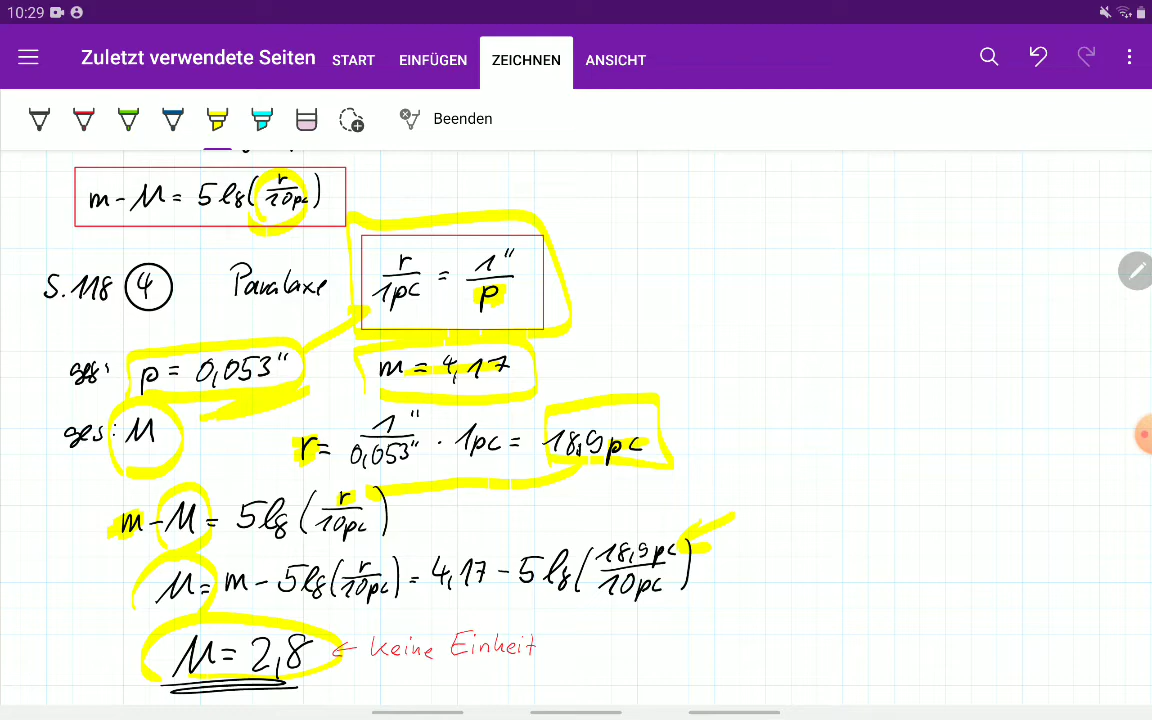 10:29
Zuletzt verwendete Seiten START EINFÜGEN ZEICHNEN ANSICHT
Beenden
m - M = 5 lg ( r / 10pc )
S. 118 ④ Paralaxe r / 1pc = 1" / p
geg: p = 0,053" m = 4,17
ges: M
r = 1" / 0,053" · 1pc = 18,9pc
m - M = 5 lg ( r / 10pc )
M = m - 5 lg ( r / 10pc ) = 4,17 - 5 lg ( 18,9pc / 10pc )
M = 2,8 ← keine Einheit